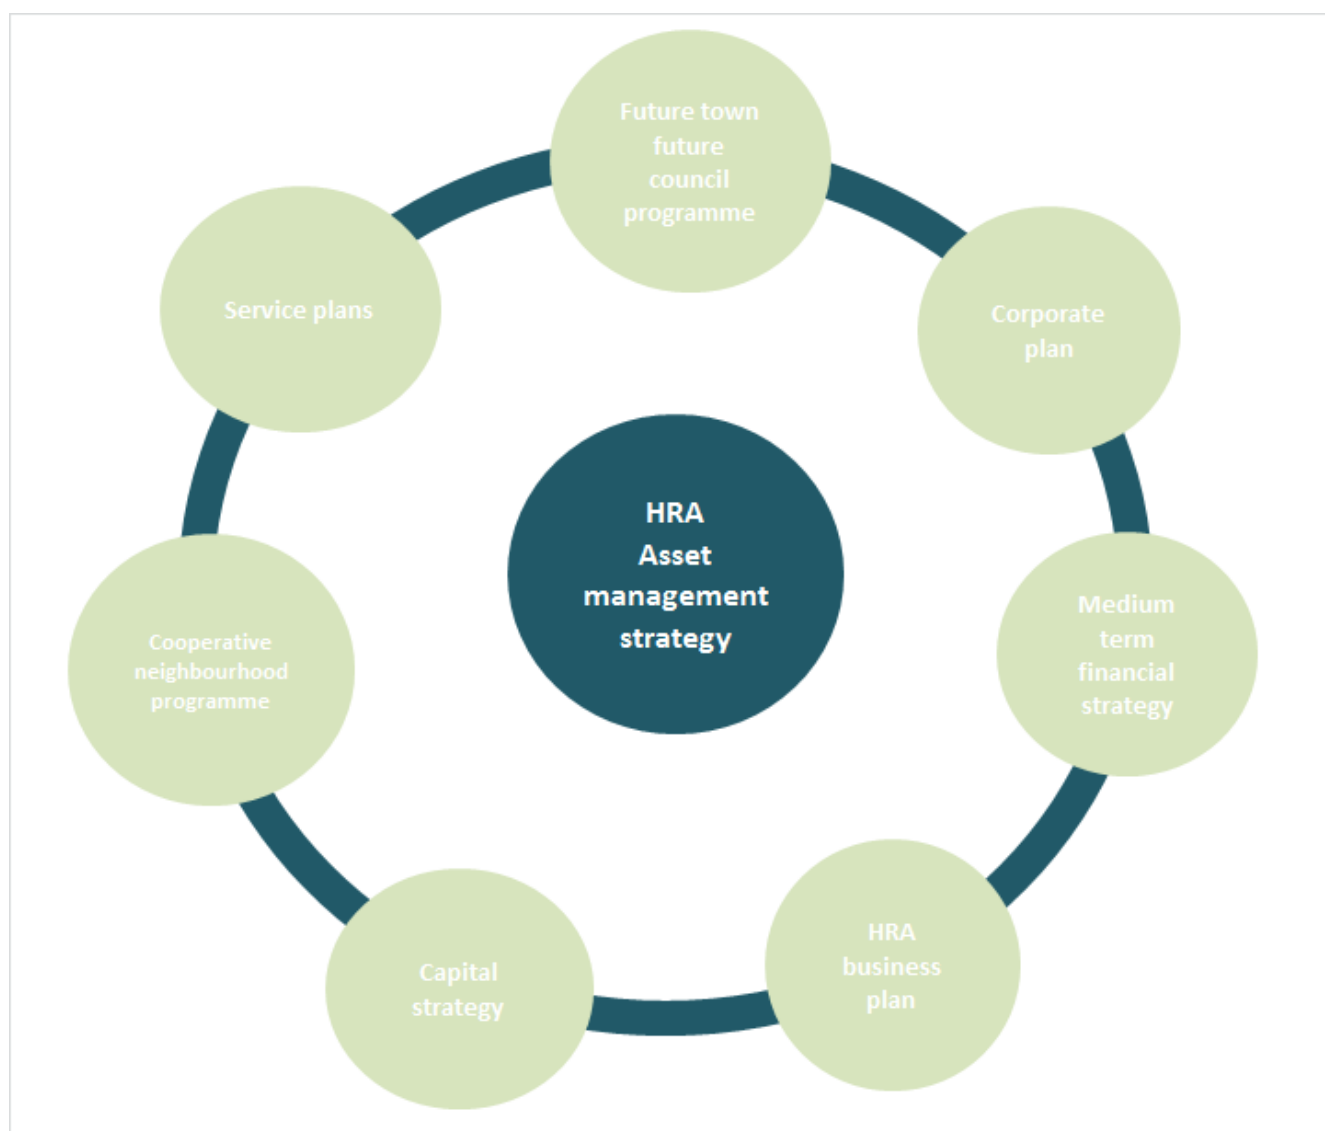 Future town
future
council
programme
Service plans
Corporate
plan
HRA
Asset
management
strategy
Medium
term
financial
strategy
Cooperative
neighbourhood
programme
HRA
business
plan
Capital
strategy